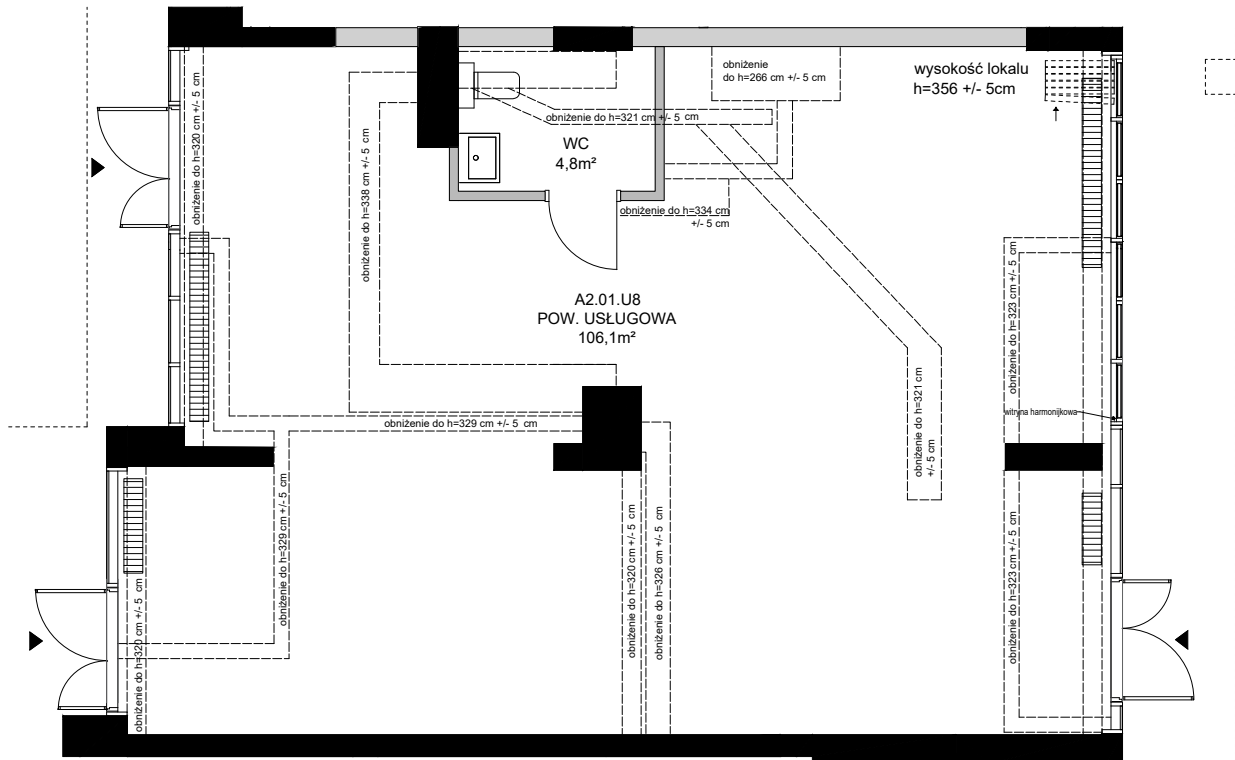 obniżenie
do h=266 cm +/- 5 cm
wysokość lokalu
h=356 +/- 5cm
obniżenie do h=320 cm +/- 5 cm
obniżenie do h=338 cm +/- 5 cm
obniżenie do h=321 cm +/- 5 cm
WC
4,8m²
obniżenie do h=334 cm
+/- 5 cm
A2.01.U8
POW. USŁUGOWA
106,1m²
obniżenie do h=323 cm +/- 5 cm
obniżenie do h=321 cm
+/- 5 cm
witryna harmonijkowa
obniżenie do h=329 cm +/- 5 cm
obniżenie do h=329 cm +/- 5 cm
obniżenie do h=320 cm +/- 5 cm
obniżenie do h=320 cm +/- 5 cm
obniżenie do h=326 cm +/- 5 cm
obniżenie do h=323 cm +/- 5 cm